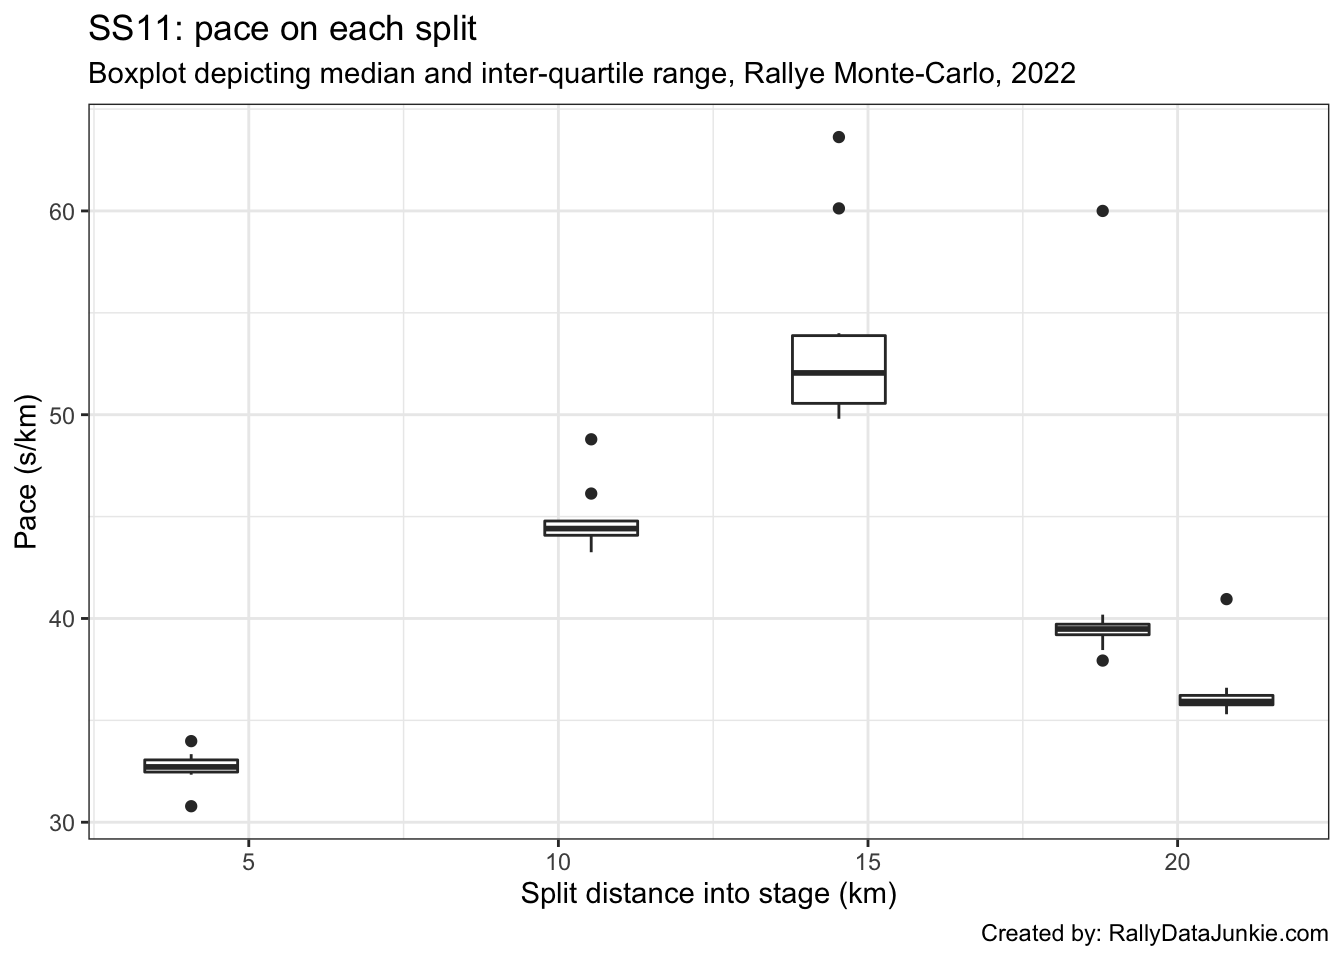 SS11: pace on each split
Boxplot depicting median and inter-quartile range, Rallye Monte-Carlo, 2022
Pace (s/km)
60
50
40
30
5 10 15 20
Split distance into stage (km)
Created by: RallyDataJunkie.com